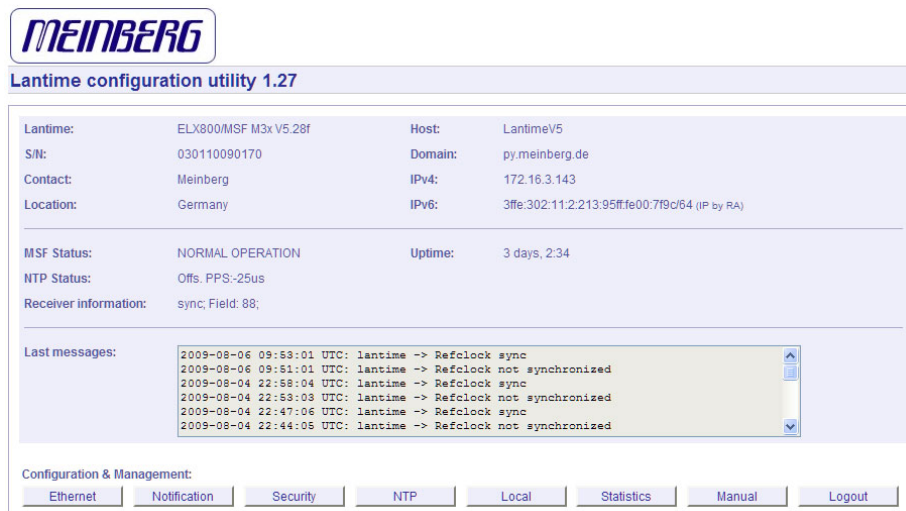 MEINBERG
Lantime configuration utility 1.27
Lantime: ELX800/MSF M3x V5.28f Host: LantimeV5
S/N: 030110090170 Domain: py.meinberg.de
Contact: Meinberg IPv4: 172.16.3.143
Location: Germany IPv6: 3ffe:302:11:2:213:95ff:fe00:7f9c/64 (IP by RA)
MSF Status: NORMAL OPERATION Uptime: 3 days, 2:34
NTP Status: Offs. PPS:-25us
Receiver information: sync; Field: 88;
Last messages:
2009-08-06 09:53:01 UTC: lantime -> Refclock sync
2009-08-06 09:51:01 UTC: lantime -> Refclock not synchronized
2009-08-04 22:58:04 UTC: lantime -> Refclock sync
2009-08-04 22:53:03 UTC: lantime -> Refclock not synchronized
2009-08-04 22:47:06 UTC: lantime -> Refclock sync
2009-08-04 22:44:05 UTC: lantime -> Refclock not synchronized
Configuration & Management:
Ethernet Notification Security NTP Local Statistics Manual Logout